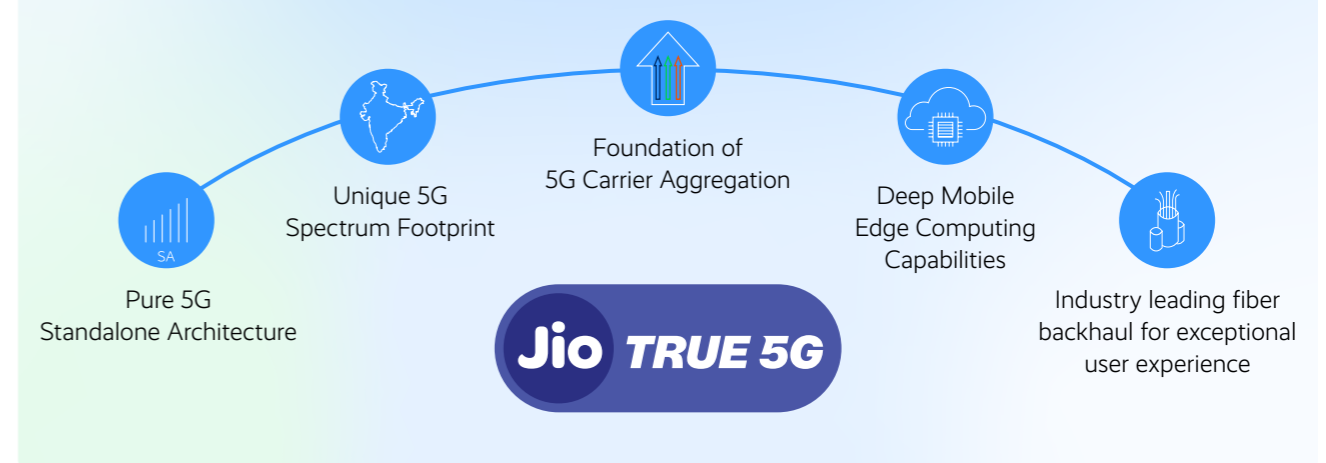 SA
Pure 5G
Standalone Architecture
Unique 5G
Spectrum Footprint
Foundation of
5G Carrier Aggregation
Deep Mobile
Edge Computing
Capabilities
Industry leading fiber
backhaul for exceptional
user experience
Jio TRUE 5G